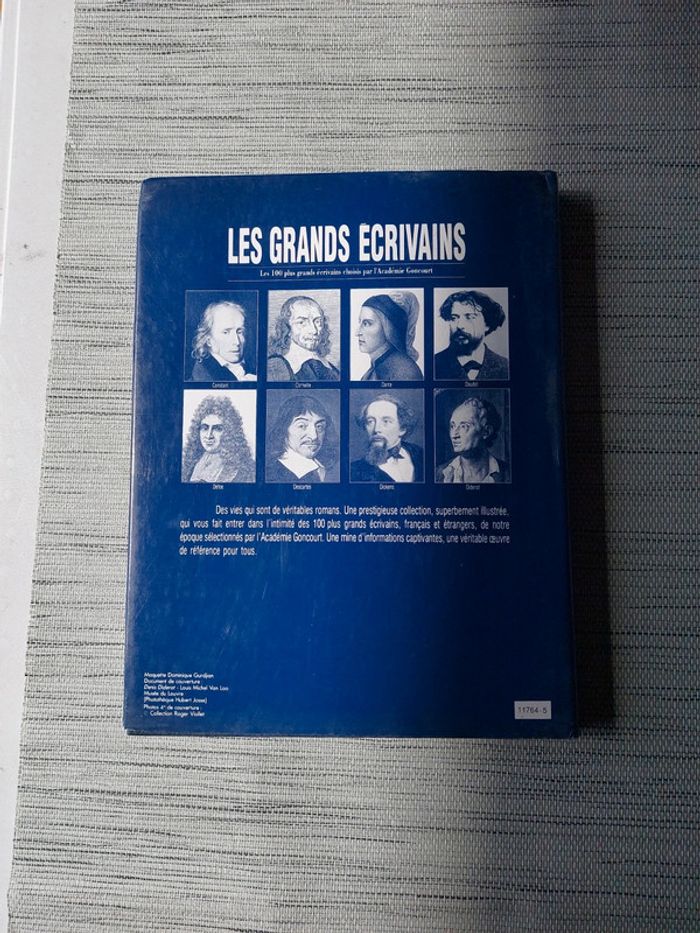 LES GRANDS ÉCRIVAINS
Les 100 plus grands écrivains choisis par l'Académie Goncourt
Constant Corneille Dante Daudet
Defoe Descartes Dickens Diderot
Des vies qui sont de véritables romans. Une prestigieuse collection, superbement illustrée,
qui vous fait entrer dans l'intimité des 100 plus grands écrivains, français et étrangers, de notre
époque sélectionnés par l'Académie Goncourt. Une mine d'informations captivantes, une véritable œuvre
de référence pour tous.
Maquette Dominique Gurdjian
Document de couverture :
Denis Diderot - Louis Michel Van Loo
Musée du Louvre
(Photothèque Hubert Josse)
Photos 4e de couverture :
© Collection Roger Viollet
11764-5